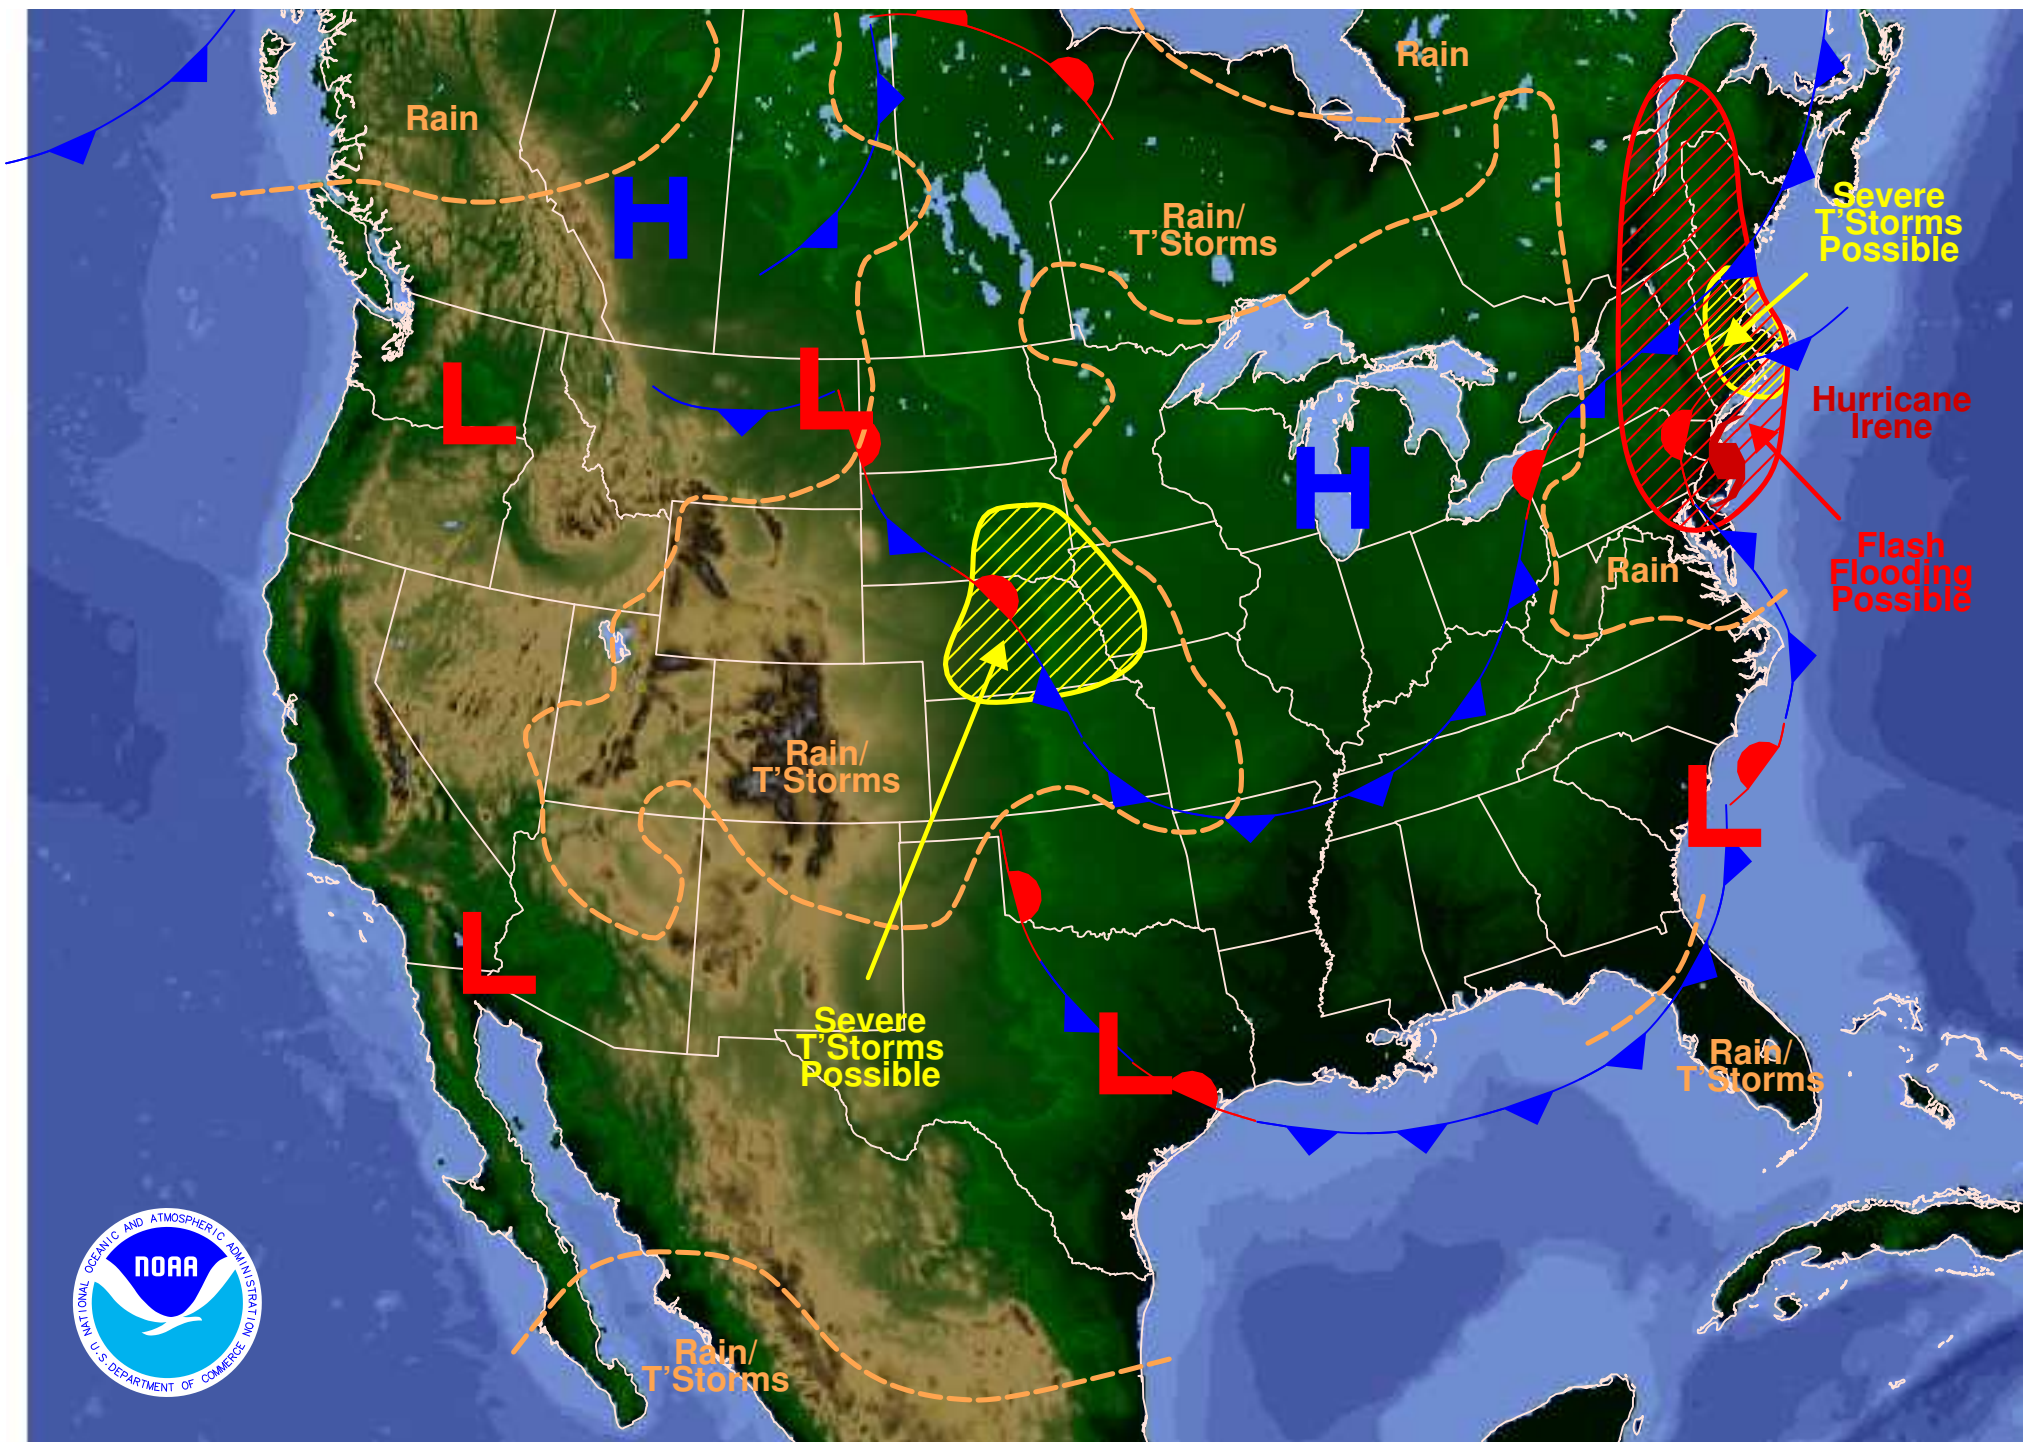 Rain
Rain
H
Rain/
T'Storms
Severe
T'Storms
Possible
L
L
Hurricane
Irene
H
Flash
Flooding
Possible
Rain
Rain/
T'Storms
L
L
Severe
T'Storms
Possible
L
Rain/
T'Storms
NATIONAL OCEANIC AND ATMOSPHERIC ADMINISTRATION
NOAA
U.S. DEPARTMENT OF COMMERCE
Rain/
T'Storms